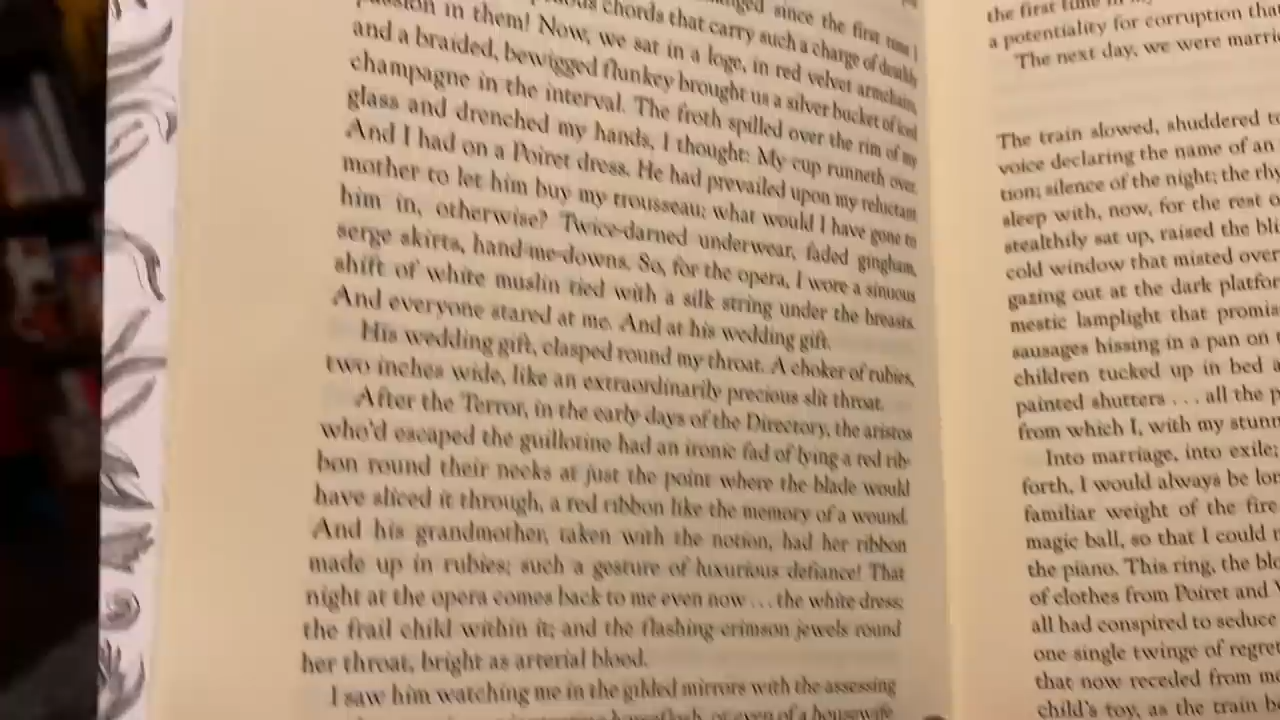 chords that carry such a charge of deathly
in them! Now, we sat in a loge, in red velvet armchairs,
and a braided, bewigged flunkey brought us a silver bucket of iced
champagne in the interval. The froth spilled over the rim of my
glass and drenched my hands, I thought: My cup runneth over.
And I had on a Poiret dress. He had prevailed upon my reluctant
mother to let him buy my trousseau; what would I have gone to
him in, otherwise? Twice-darned underwear, faded gingham,
serge skirts, hand-me-downs. So, for the opera, I wore a sinuous
shift of white muslin tied with a silk string under the breasts.
And everyone stared at me. And at his wedding gift.
His wedding gift, clasped round my throat. A choker of rubies,
two inches wide, like an extraordinarily precious slit throat.
After the Terror, in the early days of the Directory, the aristos
who'd escaped the guillotine had an ironic fad of tying a red rib-
bon round their necks at just the point where the blade would
have sliced it through, a red ribbon like the memory of a wound.
And his grandmother, taken with the notion, had her ribbon
made up in rubies; such a gesture of luxurious defiance! That
night at the opera comes back to me even now ... the white dress;
the frail child within it; and the flashing crimson jewels round
her throat, bright as arterial blood.
I saw him watching me in the gilded mirrors with the assessing
or even of a housewife
the first time
a potentiality for corruption
The next day, we were
The train slowed, shuddered
voice declaring the name of an
tion; silence of the night; the
sleep with, now, for the rest
stealthily sat up, raised the
cold window that misted over
gazing out at the dark
mestic lamplight that
sausages hissing in a pan on
children tucked up in bed
painted shutters ... all the
from which I, with my
Into marriage, into exile;
forth, I would always be
familiar weight of the fire
magic ball, so that I could
the piano. This ring, the
of clothes from Poiret and
all had conspired to seduce
one single twinge of
that now receded from
child's toy, as the train